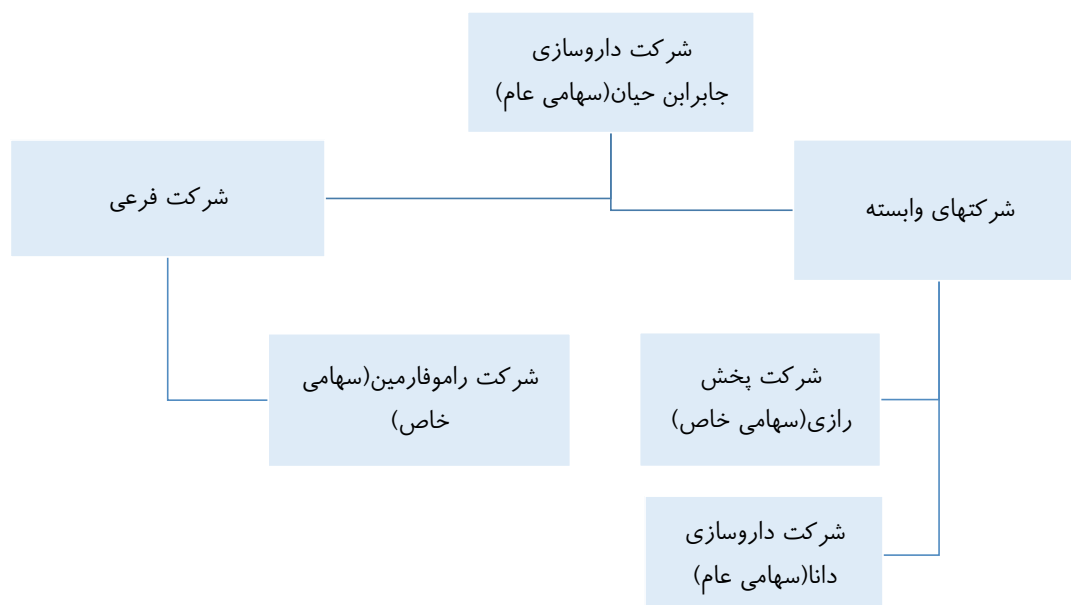 شرکت داروسازی
جابرابن حیان(سهامی عام)
شرکتهای وابسته
شرکت فرعی
شرکت پخش
رازی(سهامی خاص)
شرکت راموفارمین(سهامی
خاص)
شرکت داروسازی
دانا(سهامی عام)